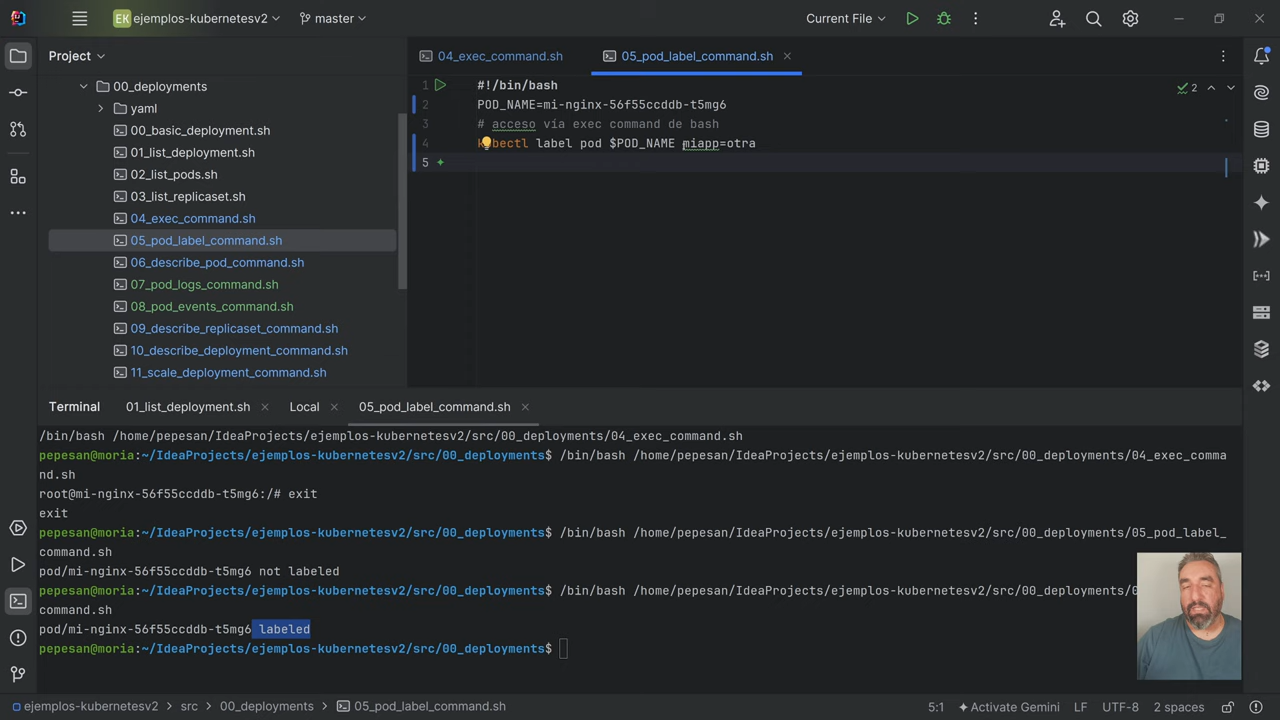 EK ejemplos-kubernetesv2
master
Current File
Project
04_exec_command.sh
05_pod_label_command.sh
00_deployments
yaml
00_basic_deployment.sh
01_list_deployment.sh
02_list_pods.sh
03_list_replicaset.sh
04_exec_command.sh
05_pod_label_command.sh
06_describe_pod_command.sh
07_pod_logs_command.sh
08_pod_events_command.sh
09_describe_replicaset_command.sh
10_describe_deployment_command.sh
11_scale_deployment_command.sh
1 #!/bin/bash
2 POD_NAME=mi-nginx-56f55ccddb-t5mg6
3 # acceso via exec command de bash
4 kubectl label pod $POD_NAME miapp=otra
5
2
Terminal
01_list_deployment.sh
Local
05_pod_label_command.sh
/bin/bash /home/pepesan/IdeaProjects/ejemplos-kubernetesv2/src/00_deployments/04_exec_command.sh
pepesan@moria:~/IdeaProjects/ejemplos-kubernetesv2/src/00_deployments$ /bin/bash /home/pepesan/IdeaProjects/ejemplos-kubernetesv2/src/00_deployments/04_exec_comma
nd.sh
root@mi-nginx-56f55ccddb-t5mg6:/# exit
exit
pepesan@moria:~/IdeaProjects/ejemplos-kubernetesv2/src/00_deployments$ /bin/bash /home/pepesan/IdeaProjects/ejemplos-kubernetesv2/src/00_deployments/05_pod_label_
command.sh
pod/mi-nginx-56f55ccddb-t5mg6 not labeled
pepesan@moria:~/IdeaProjects/ejemplos-kubernetesv2/src/00_deployments$ /bin/bash /home/pepesan/IdeaProjects/ejemplos-kubernetesv2/src/00_deployments/
command.sh
pod/mi-nginx-56f55ccddb-t5mg6 labeled
pepesan@moria:~/IdeaProjects/ejemplos-kubernetesv2/src/00_deployments$
ejemplos-kubernetesv2
src
00_deployments
05_pod_label_command.sh
5:1
Activate Gemini
LF
UTF-8
2 spaces